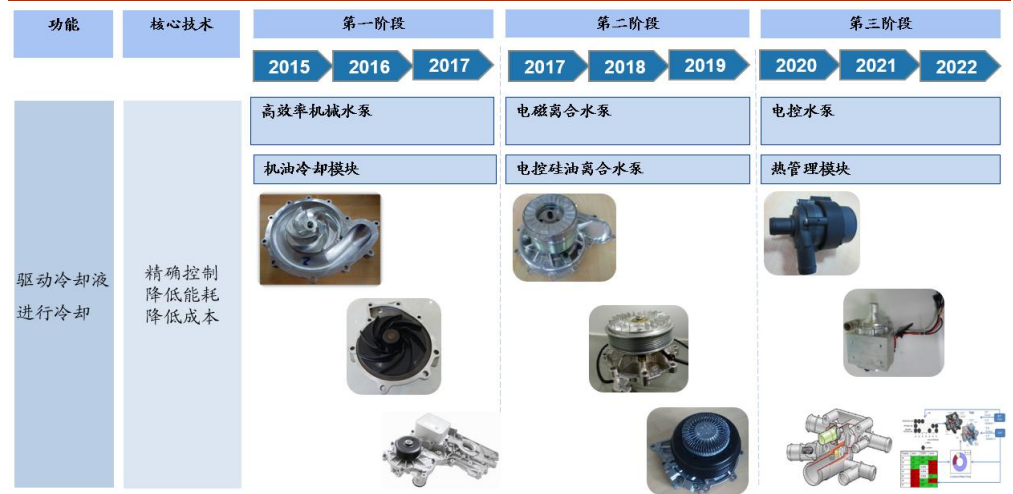 功能
核心技术
第一阶段
第二阶段
第三阶段
2015
2016
2017
2017
2018
2019
2020
2021
2022
高效率机械水泵
电磁离合水泵
电控水泵
机油冷却模块
电控硅油离合水泵
热管理模块
驱动冷却液
进行冷却
精确控制
降低能耗
降低成本